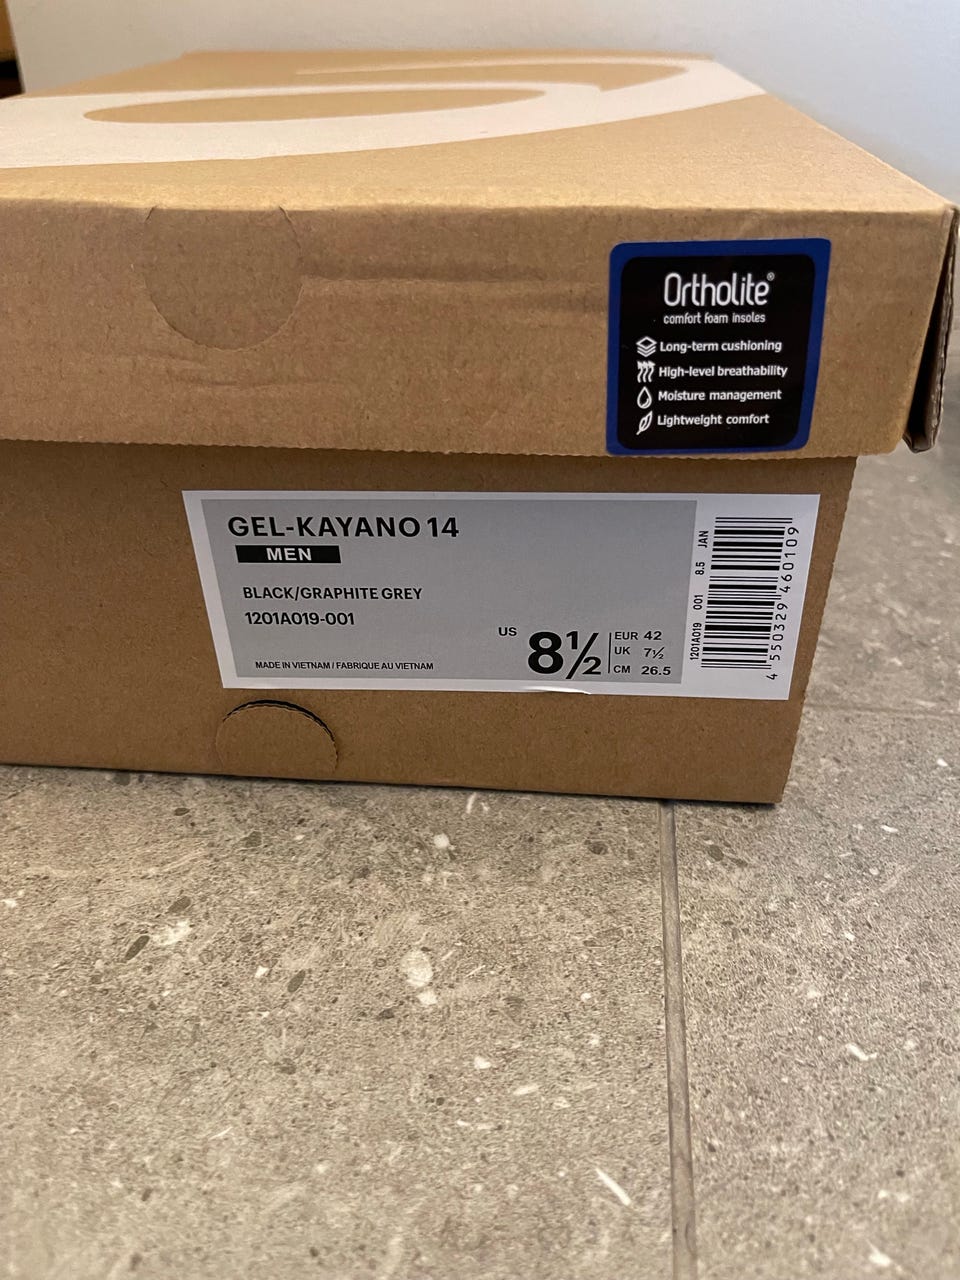 Ortholite®
comfort foam insoles
Long-term cushioning
High-level breathability
Moisture management
Lightweight comfort
GEL-KAYANO 14
MEN
BLACK/GRAPHITE GREY
1201A019-001
MADE IN VIETNAM / FABRIQUE AU VIETNAM
US 8½
EUR 42
UK 7½
CM 26.5
1201A019 001 8.5 JAN
4 550329 460109